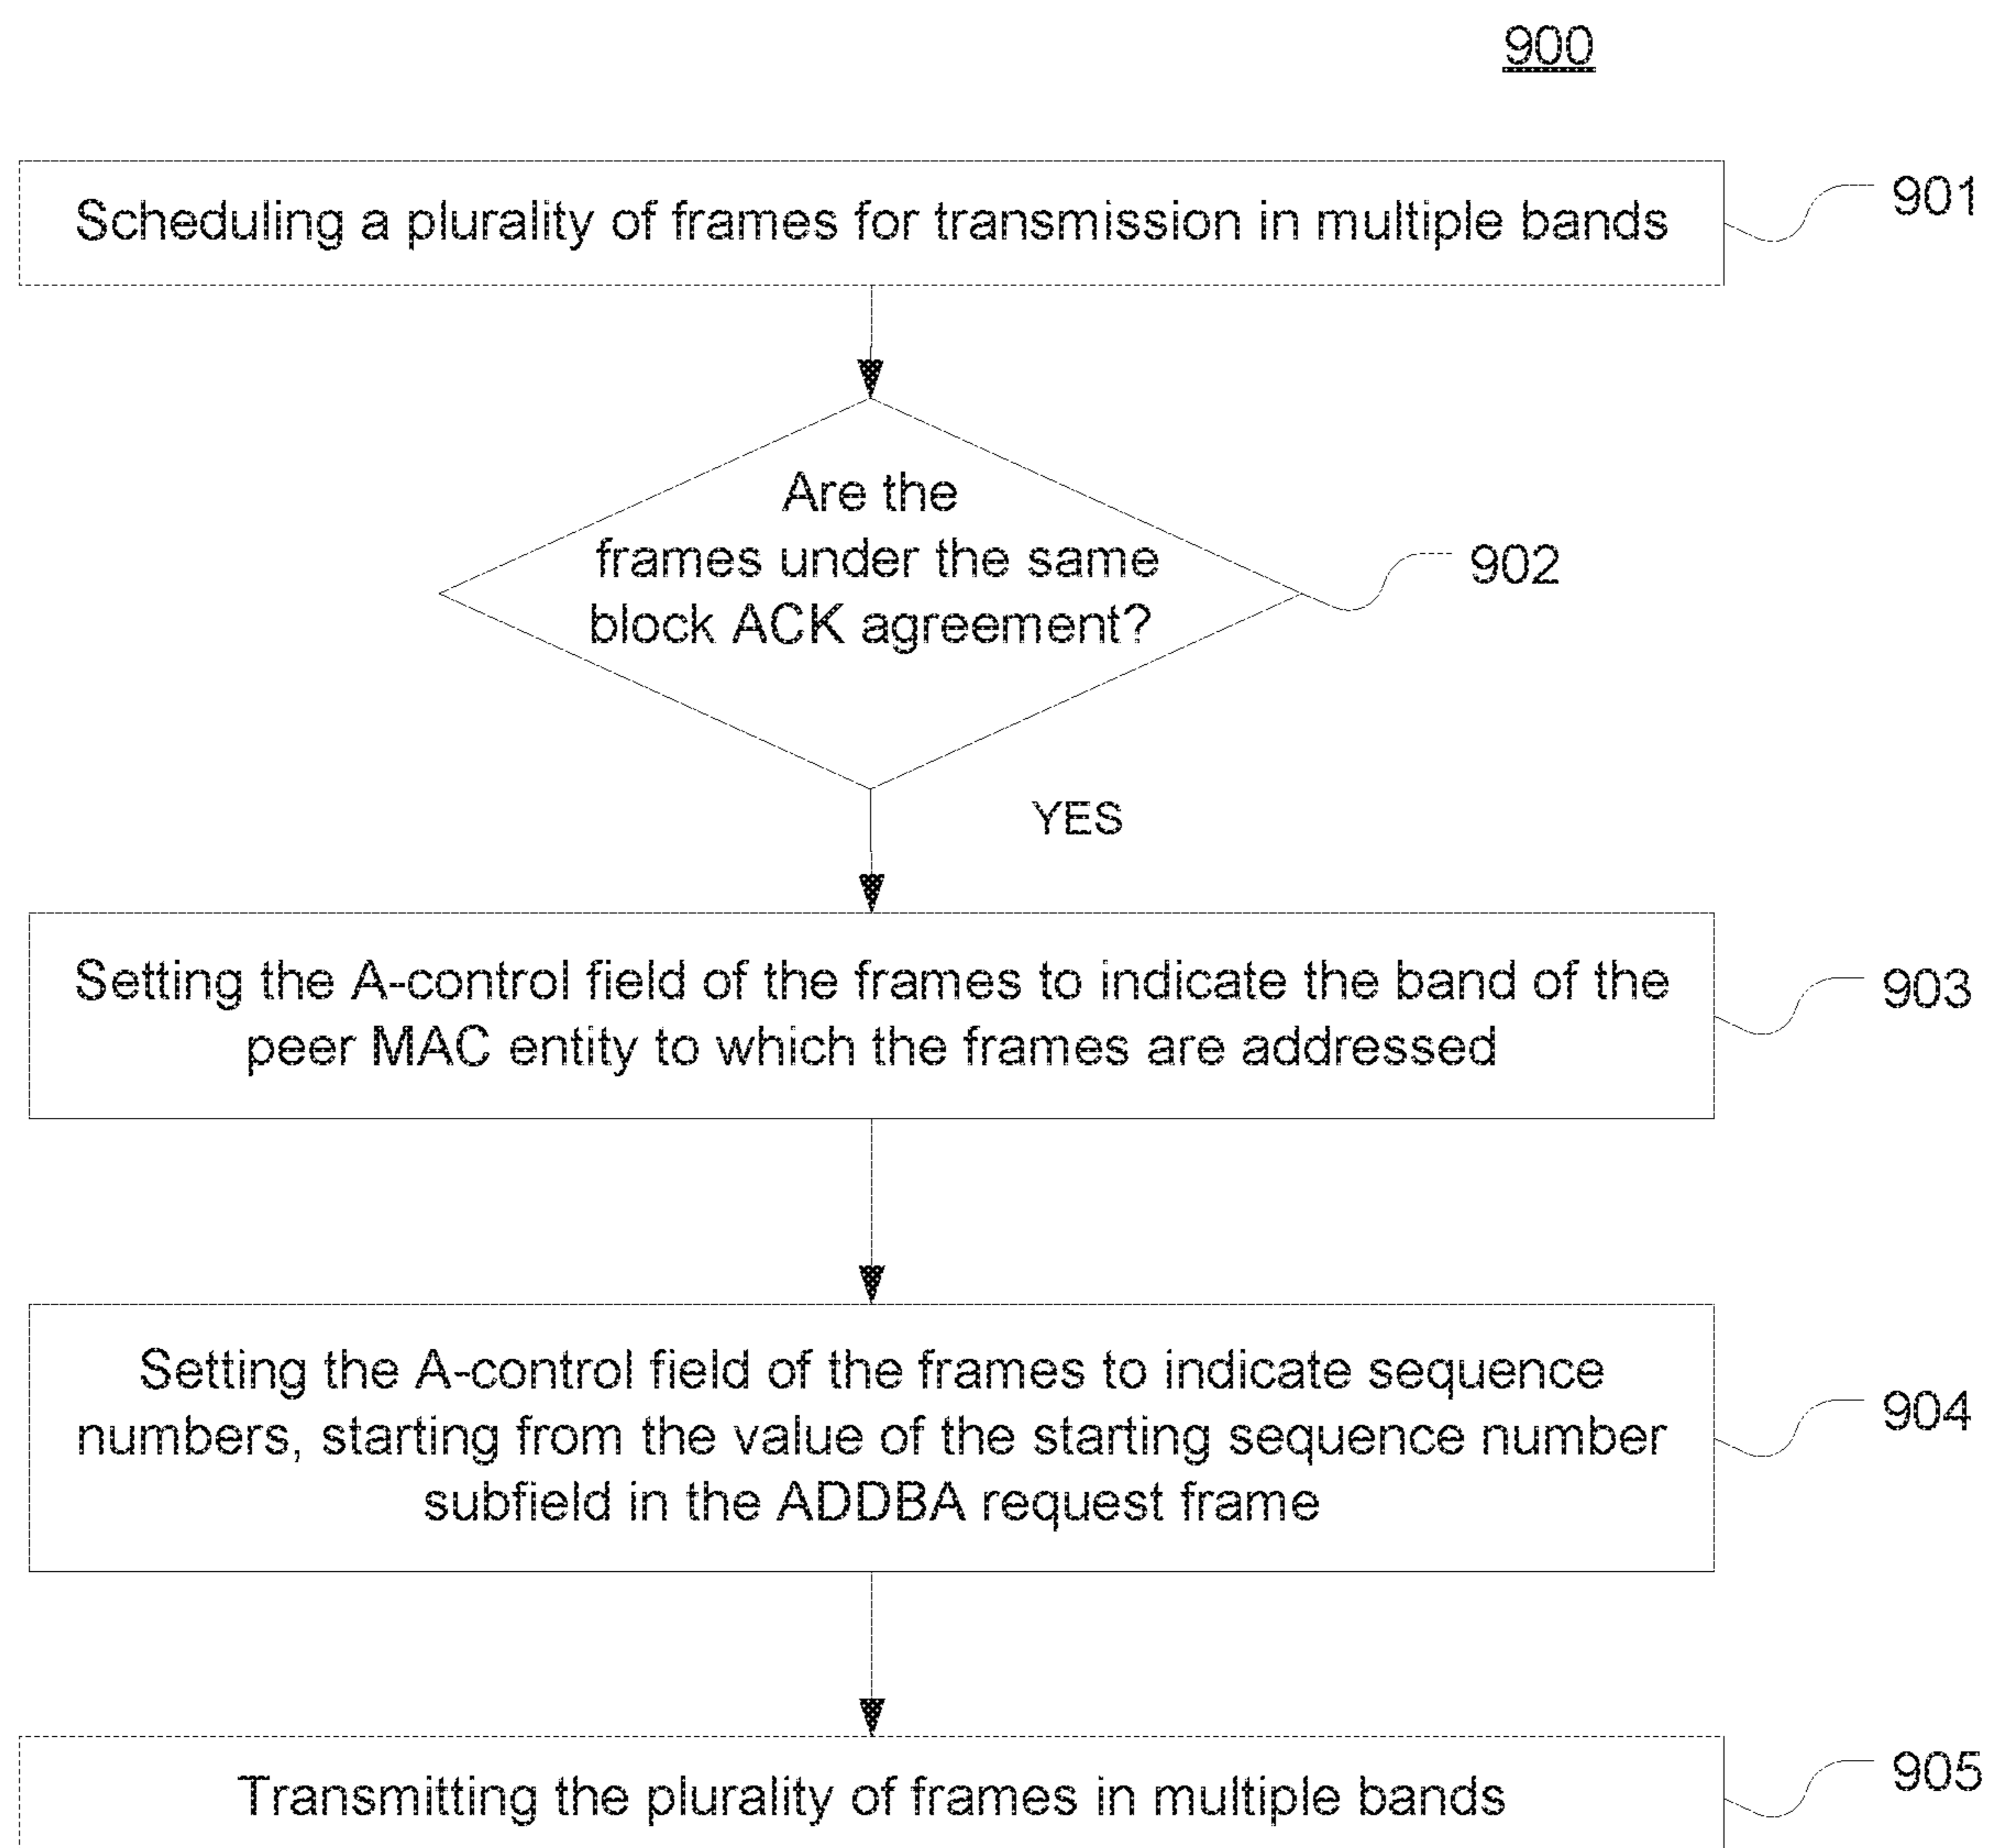 900
Scheduling a plurality of frames for transmission in multiple bands
901
Are the
frames under the same
block ACK agreement?
902
YES
Setting the A-control field of the frames to indicate the band of the
peer MAC entity to which the frames are addressed
903
Setting the A-control field of the frames to indicate sequence
numbers, starting from the value of the starting sequence number
subfield in the ADDBA request frame
904
Transmitting the plurality of frames in multiple bands
905